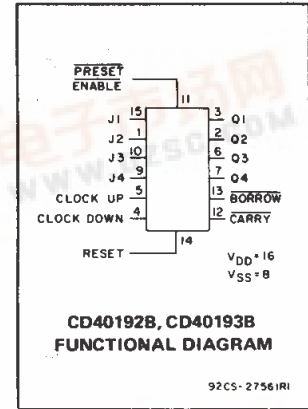 PRESET
ENABLE
11
J1 15 3 Q1
J2 1 2 Q2
J3 10 6 Q3
J4 9 7 Q4
CLOCK UP 5 13 BORROW
CLOCK DOWN 4 12 CARRY
RESET 14
VDD=16
VSS=8
CD40192B, CD40193B
FUNCTIONAL DIAGRAM
92CS-27561R1